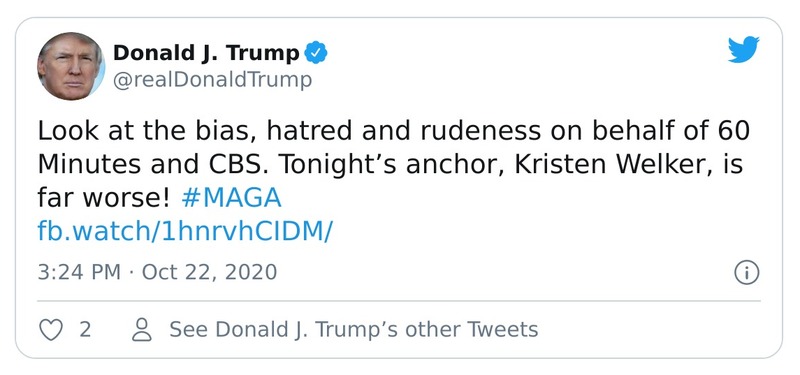 Donald J. Trump
@realDonaldTrump
Look at the bias, hatred and rudeness on behalf of 60
Minutes and CBS. Tonight’s anchor, Kristen Welker, is
far worse! #MAGA
fb.watch/1hnrvhCIDM/
3:24 PM · Oct 22, 2020
2
See Donald J. Trump’s other Tweets